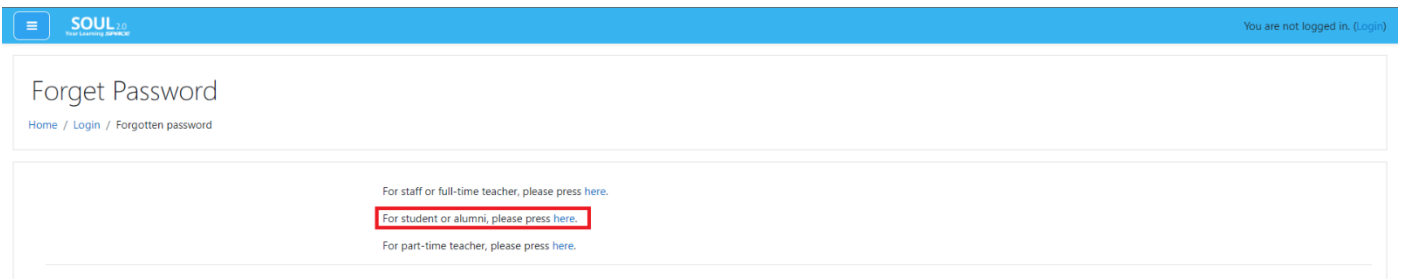 SOUL 2.0
Your Learning SPACE
You are not logged in. (Login)
Forget Password
Home / Login / Forgotten password
For staff or full-time teacher, please press here.
For student or alumni, please press here.
For part-time teacher, please press here.